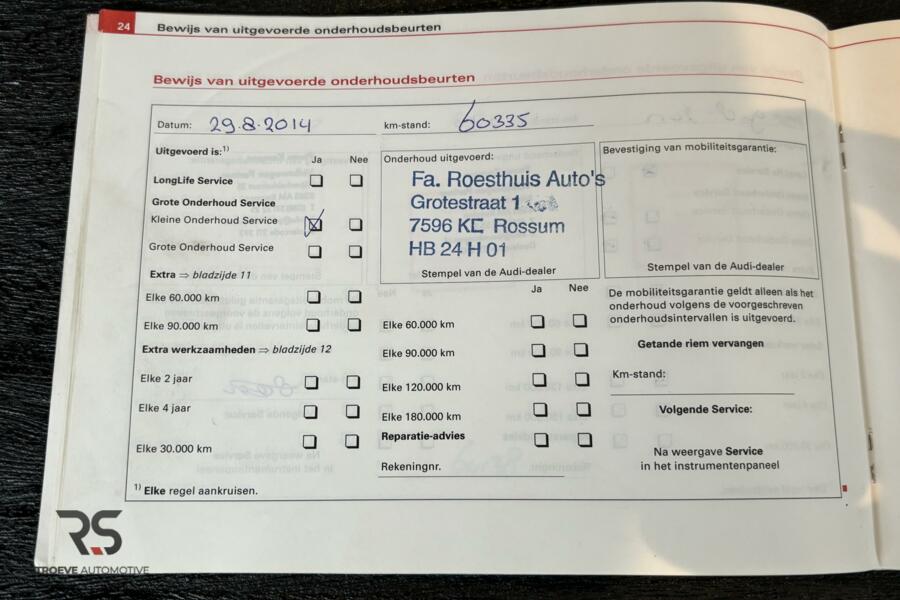 24 Bewijs van uitgevoerde onderhoudsbeurten
Bewijs van uitgevoerde onderhoudsbeurten
Datum: 29.8.2014 km-stand: 60335
Uitgevoerd is:1) Ja Nee
LongLife Service
Grote Onderhoud Service
Kleine Onderhoud Service
Grote Onderhoud Service
Extra ⇒ bladzijde 11
Elke 60.000 km
Elke 90.000 km
Extra werkzaamheden ⇒ bladzijde 12
Elke 2 jaar
Elke 4 jaar
Elke 30.000 km
1) Elke regel aankruisen.
Onderhoud uitgevoerd:
Fa. Roesthuis Auto's
Grotestraat 1
7596 KE Rossum
HB 24 H 01
Stempel van de Audi-dealer
Ja Nee
Elke 60.000 km
Elke 90.000 km
Elke 120.000 km
Elke 180.000 km
Reparatie-advies
Rekeningnr.
Bevestiging van mobiliteitsgarantie:
Stempel van de Audi-dealer
De mobiliteitsgarantie geldt alleen als het
onderhoud volgens de voorgeschreven
onderhoudsintervallen is uitgevoerd.
Getande riem vervangen
Km-stand:
Volgende Service:
Na weergave Service
in het instrumentenpaneel
RS
TROEVE AUTOMOTIVE